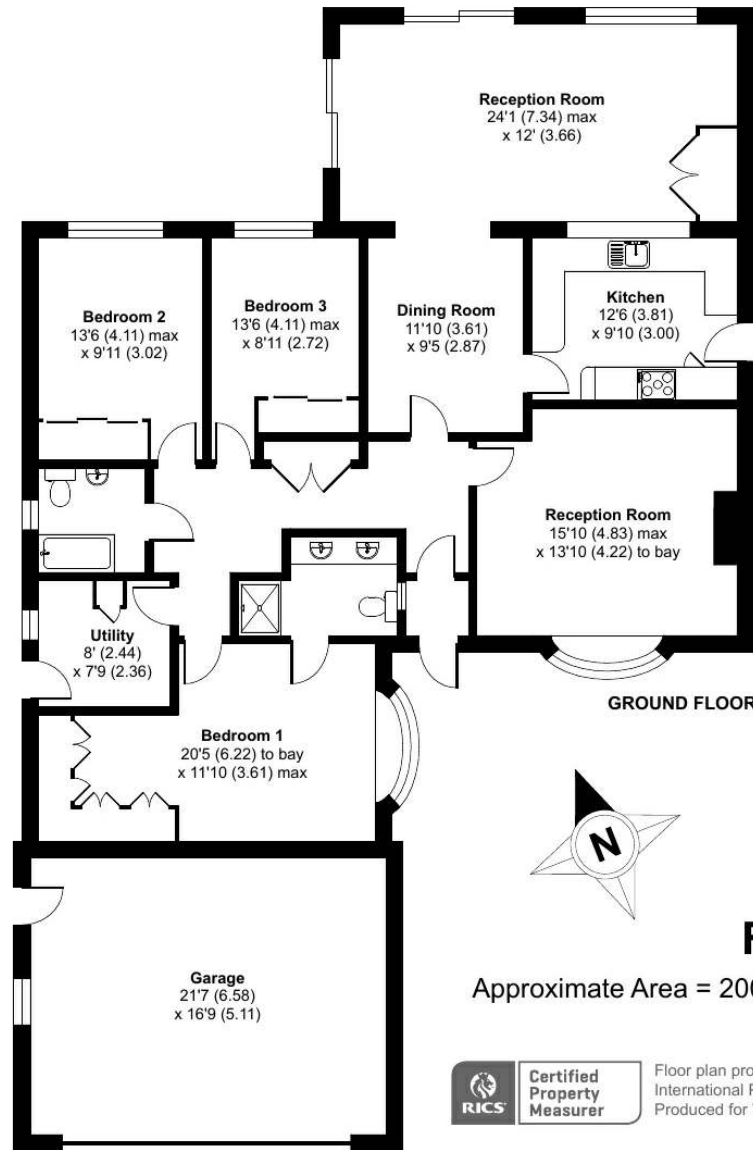 Reception Room
24'1 (7.34) max
x 12' (3.66)
Bedroom 2
13'6 (4.11) max
x 9'11 (3.02)
Bedroom 3
13'6 (4.11) max
x 8'11 (2.72)
Dining Room
11'10 (3.61)
x 9'5 (2.87)
Kitchen
12'6 (3.81)
x 9'10 (3.00)
Reception Room
15'10 (4.83) max
x 13'10 (4.22) to bay
Utility
8' (2.44)
x 7'9 (2.36)
GROUND FLOOR
Bedroom 1
20'5 (6.22) to bay
x 11'10 (3.61) max
N
Garage
21'7 (6.58)
x 16'9 (5.11)
Approximate Area = 200
RICS
Certified
Property
Measurer
Floor plan pro
International
Produced for